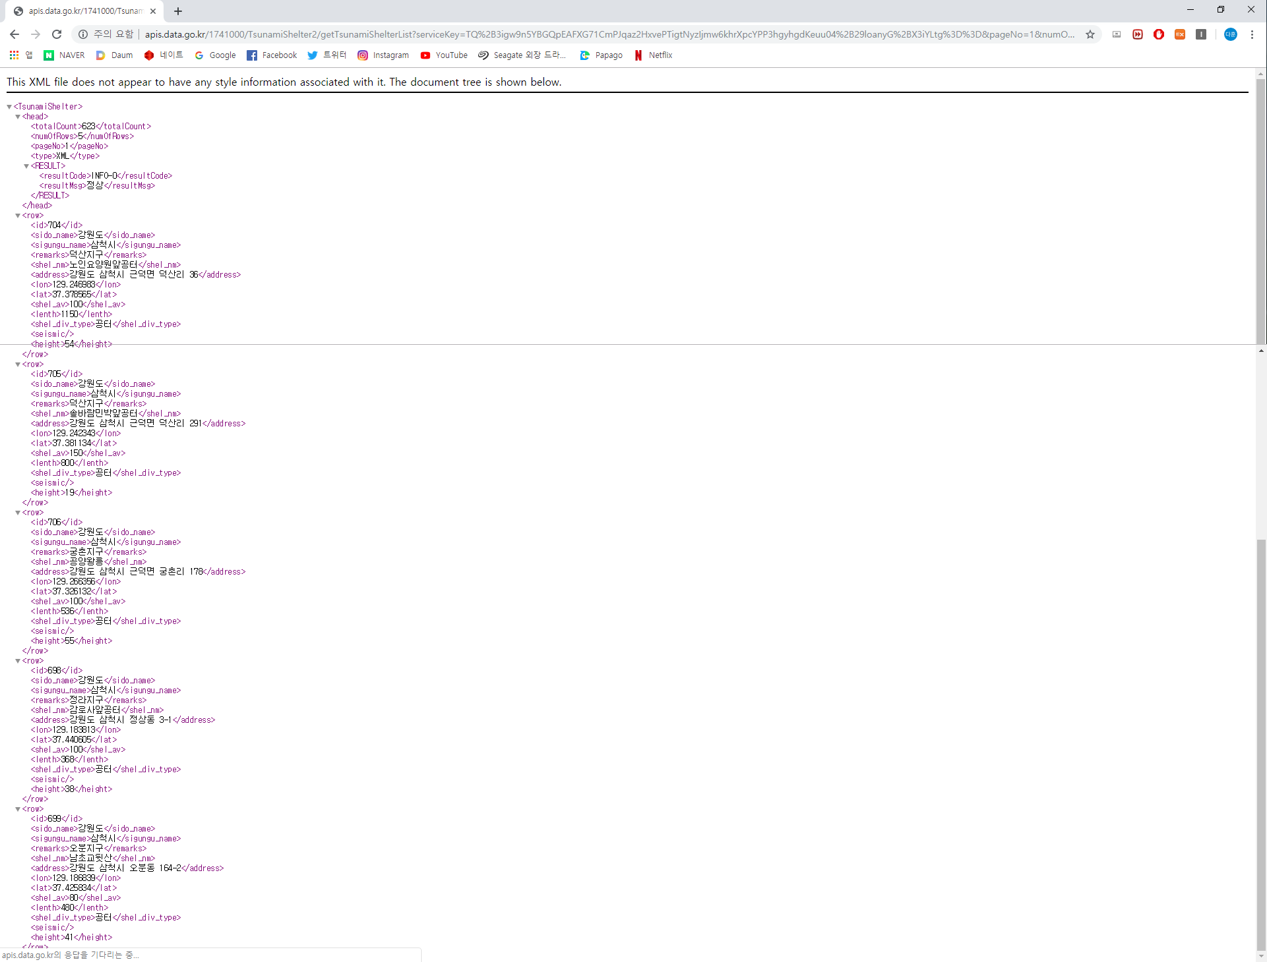 apis.data.go.kr/1741000/Tsunam
주의 요함
apis.data.go.kr/1741000/TsunamiShelter2/getTsunamiShelterList?serviceKey=TQ%2B3igw9n5YBGQpEAFXG71CmPJqaz2HxvePTigtNyzIjmw6khrXpcYPP3hgyhgdKeuu04%2B29loanyG%2BX3iYLtg%3D%3D&pageNo=1&numO...
앱 NAVER Daum 네이트 Google Facebook 트위터 Instagram YouTube Seagate 외장 드라... Papago Netflix
This XML file does not appear to have any style information associated with it. The document tree is shown below.
▼<TsunamiShelter>
▼<head>
<totalCount>623</totalCount>
<numOfRows>5</numOfRows>
<pageNo>1</pageNo>
<type>XML</type>
▼<RESULT>
<resultCode>INFO-0</resultCode>
<resultMsg>정상</resultMsg>
</RESULT>
</head>
▼<row>
<id>704</id>
<sido_name>강원도</sido_name>
<sigungu_name>삼척시</sigungu_name>
<remarks>덕산지구</remarks>
<shel_nm>노인요양원앞공터</shel_nm>
<address>강원도 삼척시 근덕면 덕산리 36</address>
<lon>129.246983</lon>
<lat>37.378565</lat>
<shel_av>100</shel_av>
<lenth>1150</lenth>
<shel_div_type>공터</shel_div_type>
<seismic/>
<height>54</height>
</row>
▼<row>
<id>705</id>
<sido_name>강원도</sido_name>
<sigungu_name>삼척시</sigungu_name>
<remarks>덕산지구</remarks>
<shel_nm>솔바람민박앞공터</shel_nm>
<address>강원도 삼척시 근덕면 덕산리 291</address>
<lon>129.242343</lon>
<lat>37.381134</lat>
<shel_av>150</shel_av>
<lenth>800</lenth>
<shel_div_type>공터</shel_div_type>
<seismic/>
<height>19</height>
</row>
▼<row>
<id>706</id>
<sido_name>강원도</sido_name>
<sigungu_name>삼척시</sigungu_name>
<remarks>궁촌지구</remarks>
<shel_nm>공양왕릉</shel_nm>
<address>강원도 삼척시 근덕면 궁촌리 178</address>
<lon>129.266356</lon>
<lat>37.326132</lat>
<shel_av>100</shel_av>
<lenth>536</lenth>
<shel_div_type>공터</shel_div_type>
<seismic/>
<height>55</height>
</row>
▼<row>
<id>698</id>
<sido_name>강원도</sido_name>
<sigungu_name>삼척시</sigungu_name>
<remarks>정라지구</remarks>
<shel_nm>감로사앞공터</shel_nm>
<address>강원도 삼척시 정상동 3-1</address>
<lon>129.183813</lon>
<lat>37.440605</lat>
<shel_av>100</shel_av>
<lenth>368</lenth>
<shel_div_type>공터</shel_div_type>
<seismic/>
<height>38</height>
</row>
▼<row>
<id>699</id>
<sido_name>강원도</sido_name>
<sigungu_name>삼척시</sigungu_name>
<remarks>오분지구</remarks>
<shel_nm>남초교뒷산</shel_nm>
<address>강원도 삼척시 오분동 164-2</address>
<lon>129.186839</lon>
<lat>37.425834</lat>
<shel_av>80</shel_av>
<lenth>480</lenth>
<shel_div_type>공터</shel_div_type>
<seismic/>
<height>41</height>
</row>
apis.data.go.kr의 응답을 기다리는 중...